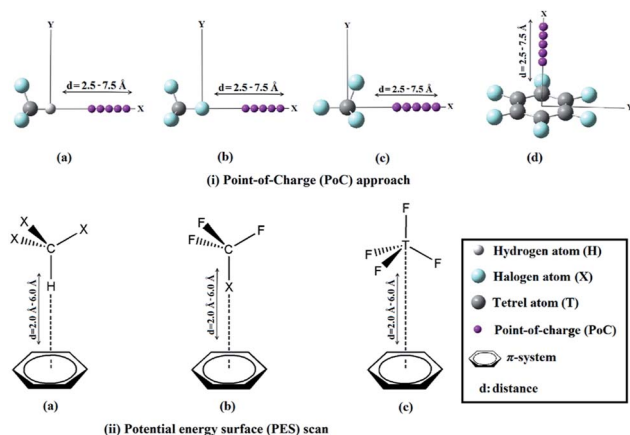 Y
d = 2.5 - 7.5 Å
X
(a)
Y
d = 2.5 - 7.5 Å
X
(b)
Y
d = 2.5 - 7.5 Å
X
(c)
X
d = 2.5 - 7.5 Å
Y
(d)
(i) Point-of-Charge (PoC) approach
X
X
X
C
H
d=2.0 Å-6.0 Å
(a)
F
F
F
C
X
d=2.0 Å-6.0 Å
(b)
F
F
F
T
F
d=2.0 Å-6.0 Å
(c)
Hydrogen atom (H)
Halogen atom (X)
Tetrel atom (T)
Point-of-charge (PoC)
π-system
d: distance
(ii) Potential energy surface (PES) scan